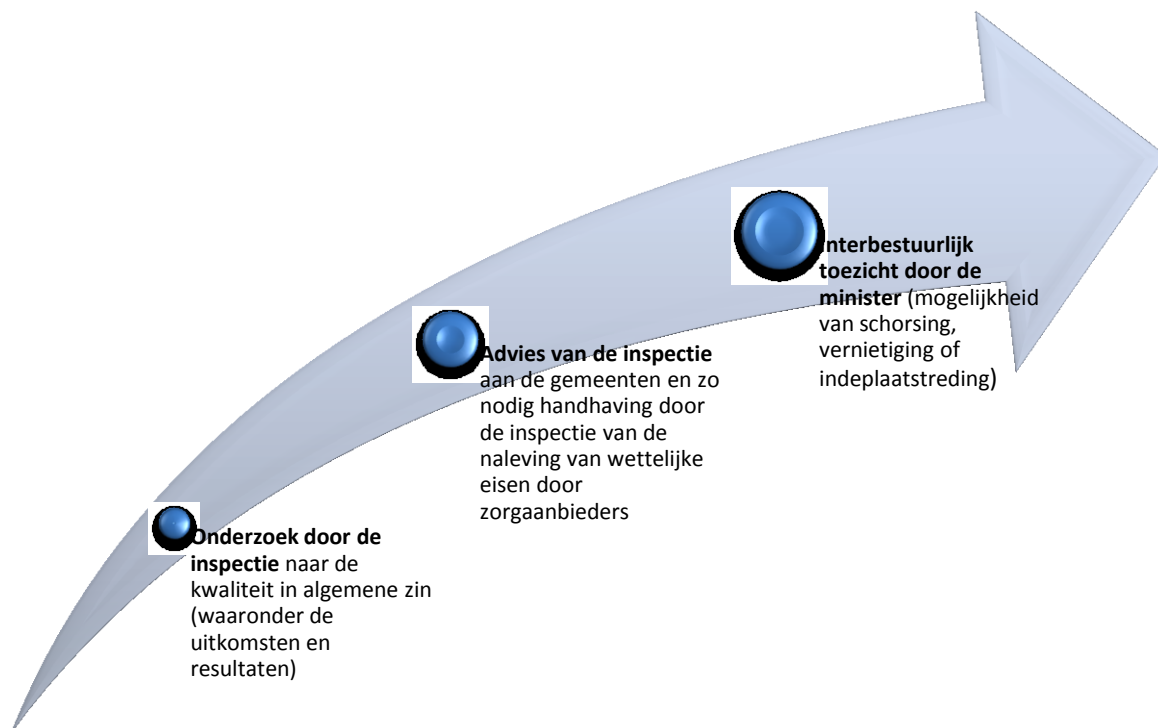 Onderzoek door de
inspectie naar de
kwaliteit in algemene zin
(waaronder de
uitkomsten en
resultaten)
Advies van de inspectie
aan de gemeenten en zo
nodig handhaving door
de inspectie van de
naleving van wettelijke
eisen door
zorgaanbieders
Interbestuurlijk
toezicht door de
minister (mogelijkheid
van schorsing,
vernietiging of
indeplaatstreding)